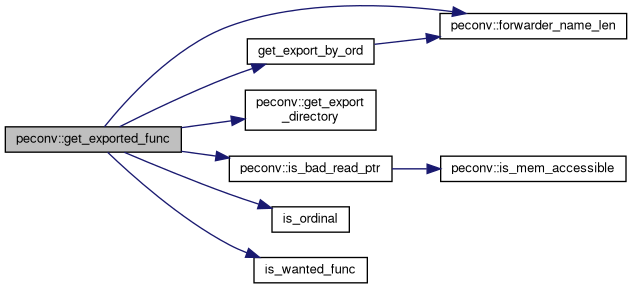 peconv::forwarder_name_len
get_export_by_ord
peconv::get_export
_directory
peconv::get_exported_func
peconv::is_bad_read_ptr
peconv::is_mem_accessible
is_ordinal
is_wanted_func